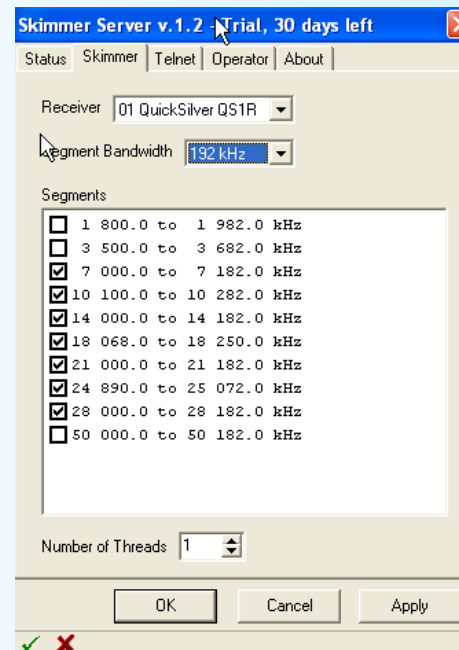 Skimmer Server v.1.2 - Trial, 30 days left
Status Skimmer Telnet Operator About
Receiver 01 QuickSilver QS1R
Segment Bandwidth 192 kHz
Segments
1 800.0 to 1 982.0 kHz
3 500.0 to 3 682.0 kHz
7 000.0 to 7 182.0 kHz
10 100.0 to 10 282.0 kHz
14 000.0 to 14 182.0 kHz
18 068.0 to 18 250.0 kHz
21 000.0 to 21 182.0 kHz
24 890.0 to 25 072.0 kHz
28 000.0 to 28 182.0 kHz
50 000.0 to 50 182.0 kHz
Number of Threads 1
OK Cancel Apply